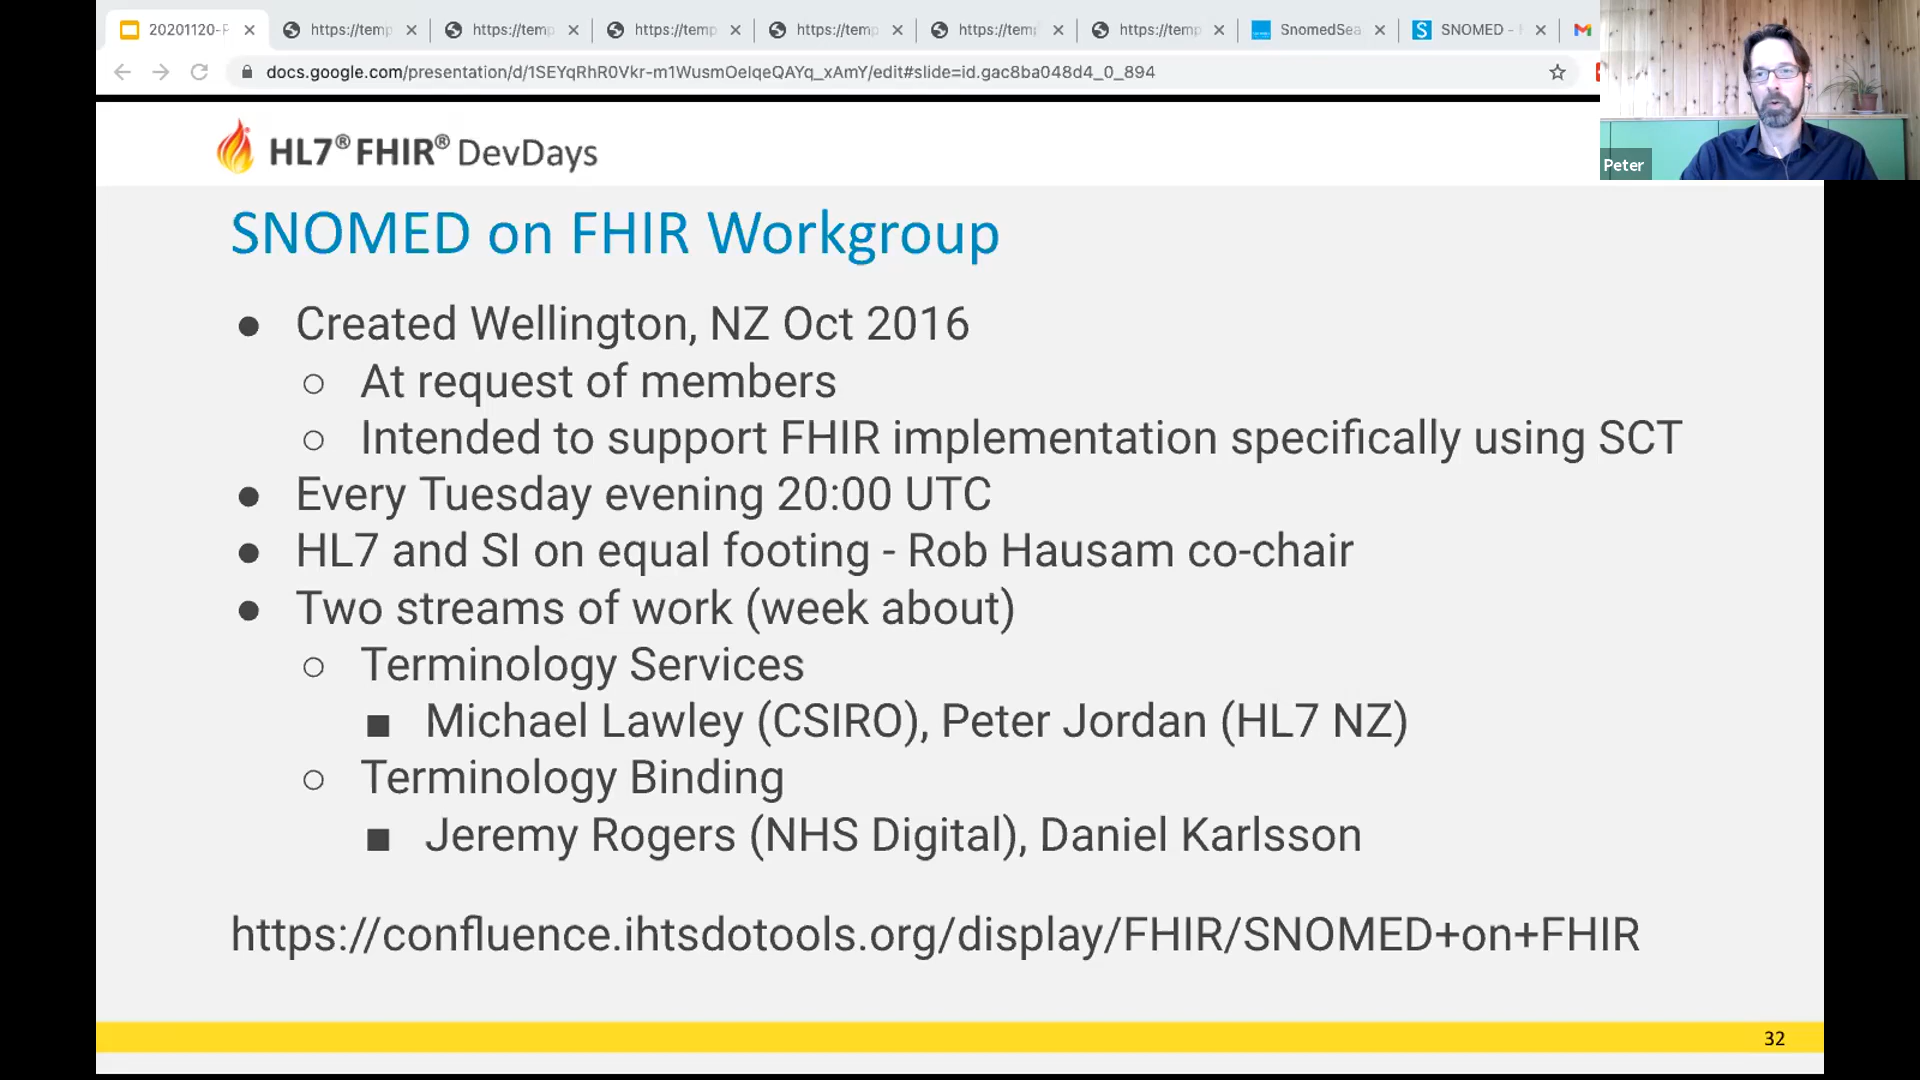 20201120-F
https://temp
https://temp
https://temp
https://temp
https://tem
https://temp
SnomedSea
SNOMED -
docs.google.com/presentation/d/1SEYqRhR0Vkr-m1WusmOeIqeQAYq_xAmY/edit#slide=id.gac8ba048d4_0_894
Peter
HL7® FHIR® DevDays
SNOMED on FHIR Workgroup
● Created Wellington, NZ Oct 2016
○ At request of members
○ Intended to support FHIR implementation specifically using SCT
● Every Tuesday evening 20:00 UTC
● HL7 and SI on equal footing - Rob Hausam co-chair
● Two streams of work (week about)
○ Terminology Services
■ Michael Lawley (CSIRO), Peter Jordan (HL7 NZ)
○ Terminology Binding
■ Jeremy Rogers (NHS Digital), Daniel Karlsson
https://confluence.ihtsdotools.org/display/FHIR/SNOMED+on+FHIR
32